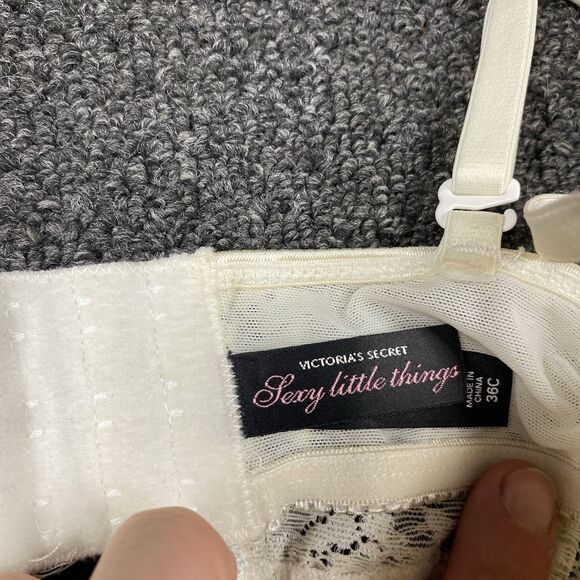 VICTORIA'S SECRET
Sexy little things
MADE IN
CHINA
36C